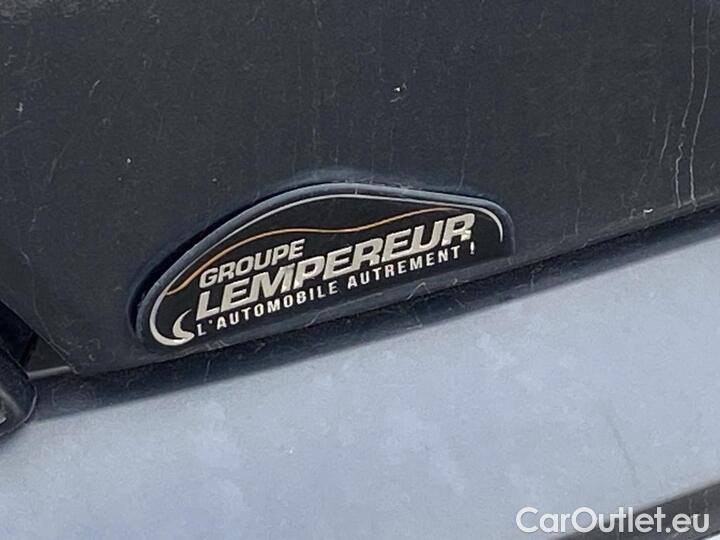 GROUPE
LEMPEREUR
L'AUTOMOBILE AUTREMENT !
CarOutlet.eu